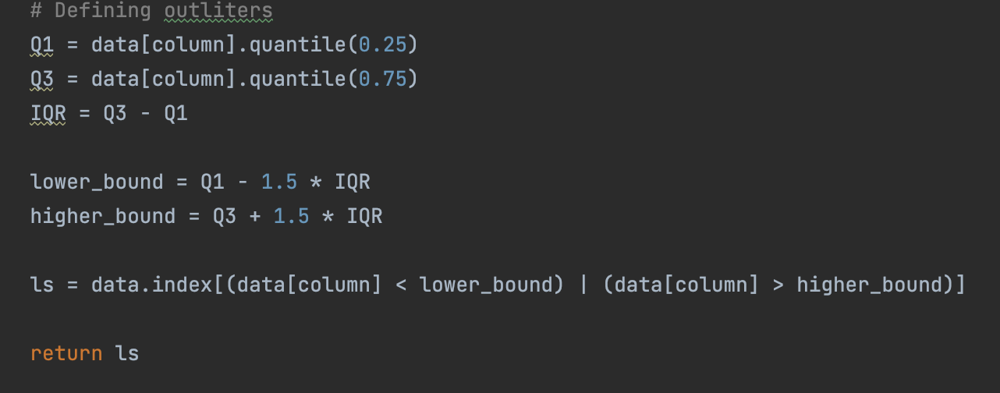 # Defining outliters
Q1 = data[column].quantile(0.25)
Q3 = data[column].quantile(0.75)
IQR = Q3 - Q1
lower_bound = Q1 - 1.5 * IQR
higher_bound = Q3 + 1.5 * IQR
ls = data.index[(data[column] < lower_bound) | (data[column] > higher_bound)]
return ls